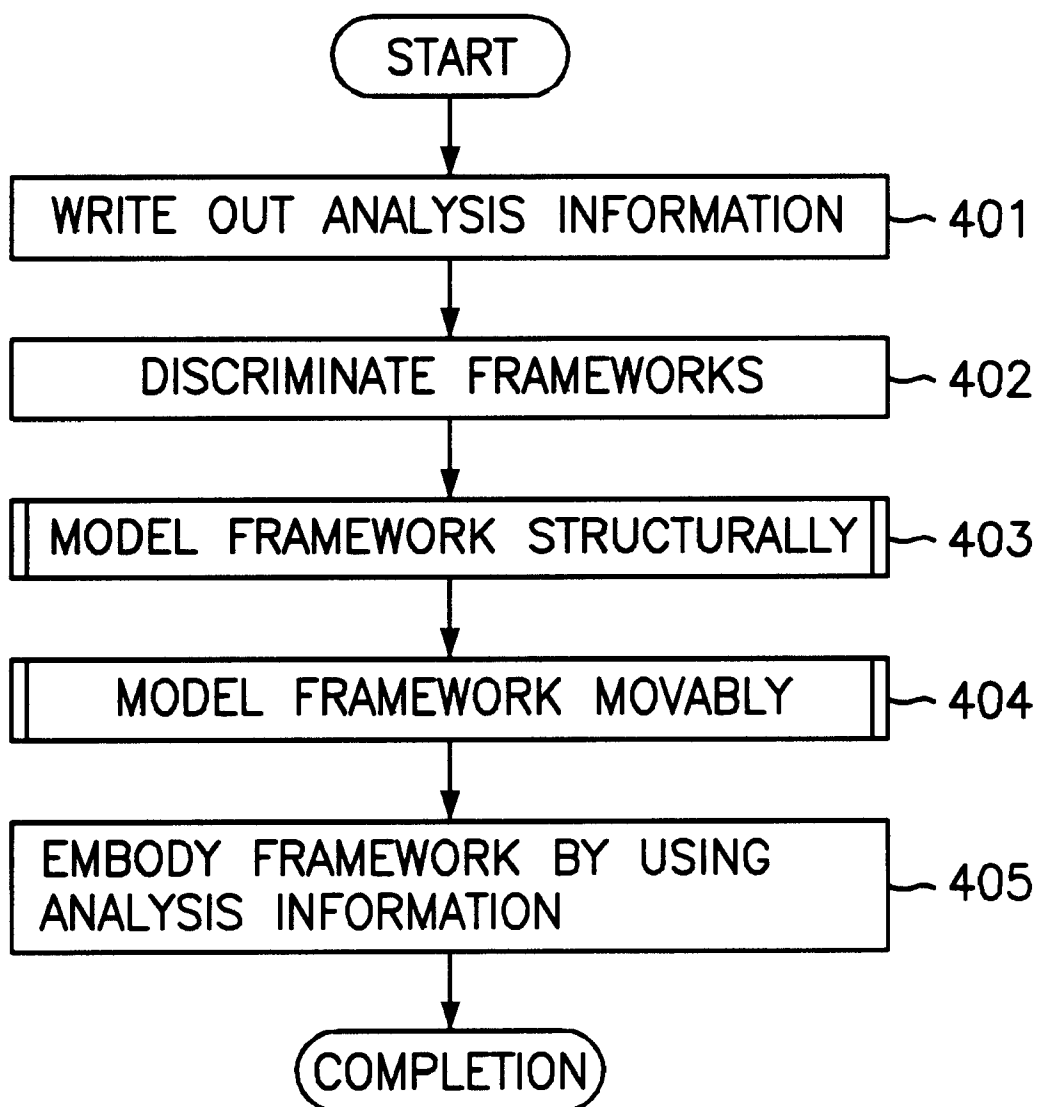 START
WRITE OUT ANALYSIS INFORMATION 401
DISCRIMINATE FRAMEWORKS 402
MODEL FRAMEWORK STRUCTURALLY 403
MODEL FRAMEWORK MOVABLY 404
EMBODY FRAMEWORK BY USING
ANALYSIS INFORMATION
405
COMPLETION